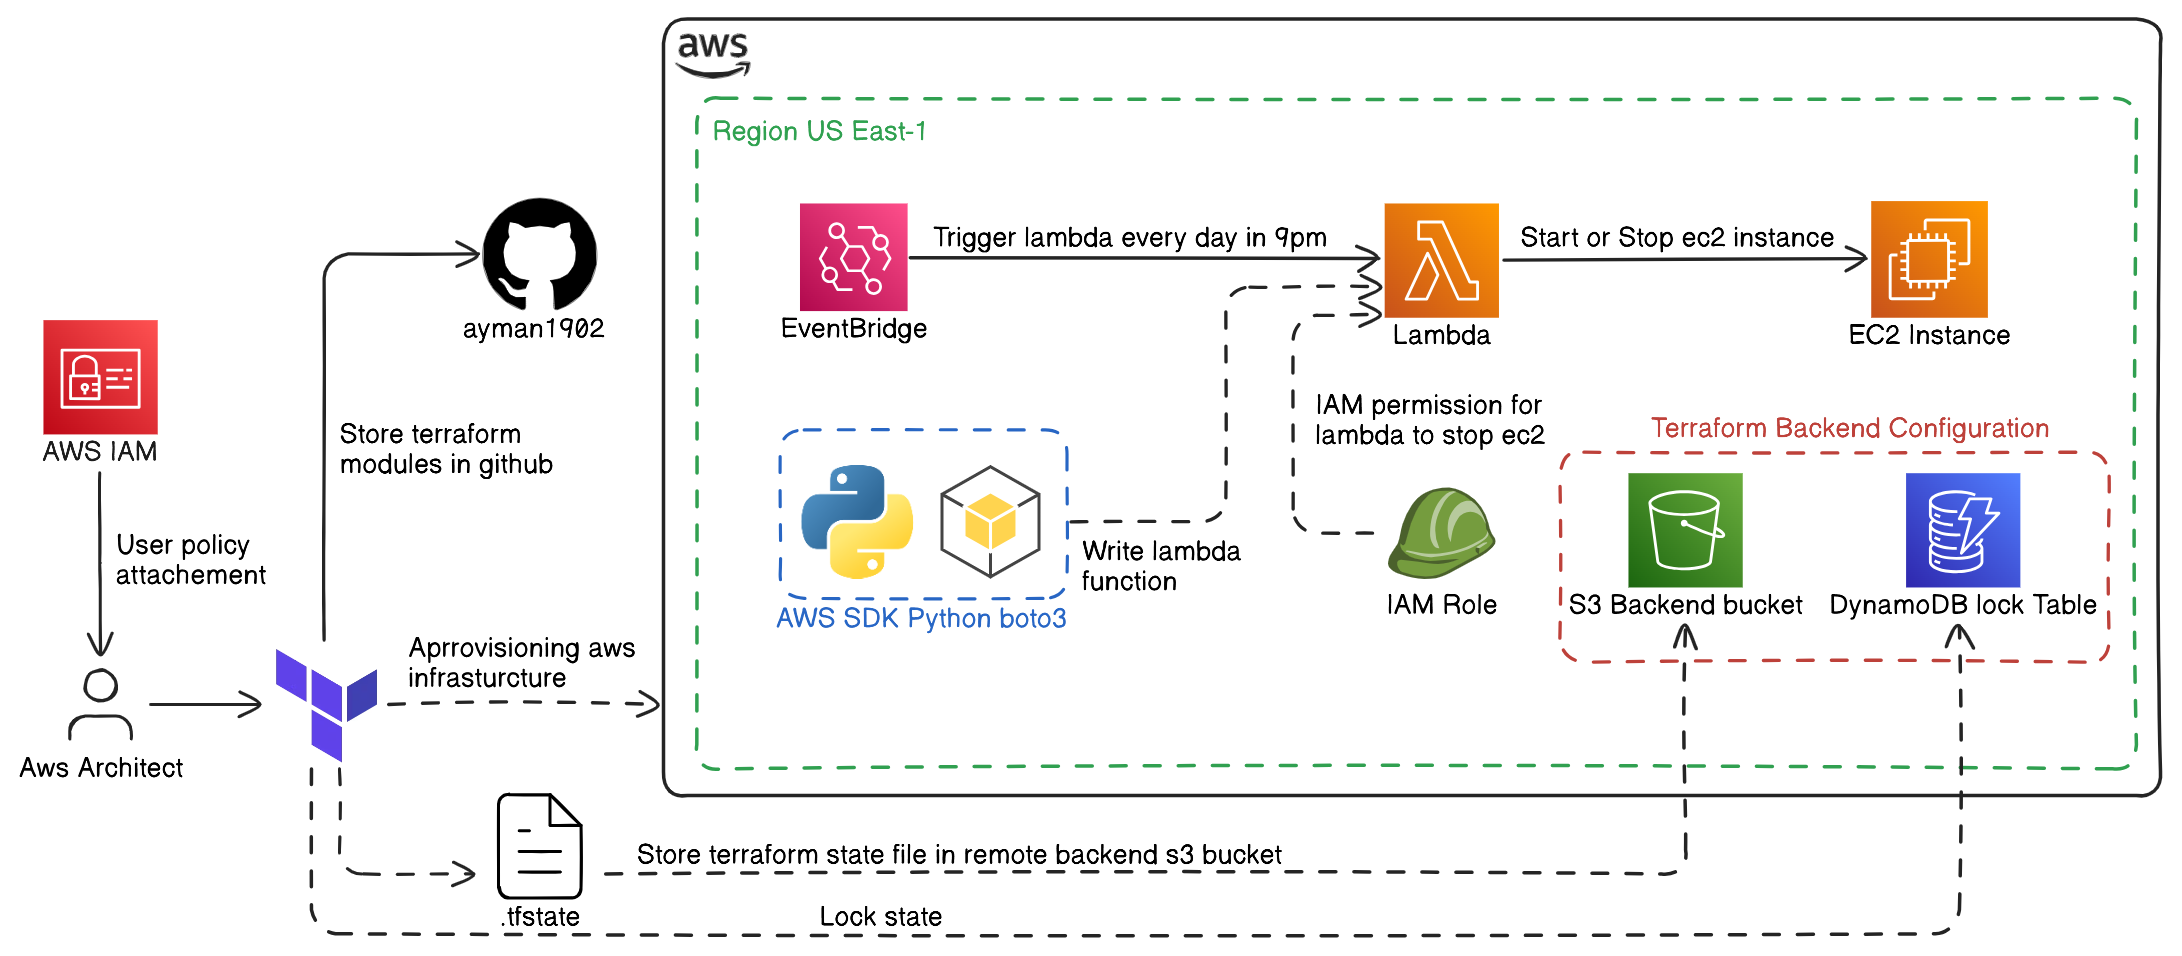 aws
Region US East-1
Trigger lambda every day in 9pm
Start or Stop ec2 instance
EventBridge
Lambda
EC2 Instance
ayman1902
AWS IAM
Store terraform
modules in github
IAM permission for
lambda to stop ec2
Terraform Backend Configuration
User policy
attachement
Write lambda
function
AWS SDK Python boto3
IAM Role
S3 Backend bucket
DynamoDB lock Table
Aprrovisioning aws
infrasturcture
Aws Architect
Store terraform state file in remote backend s3 bucket
.tfstate
Lock state